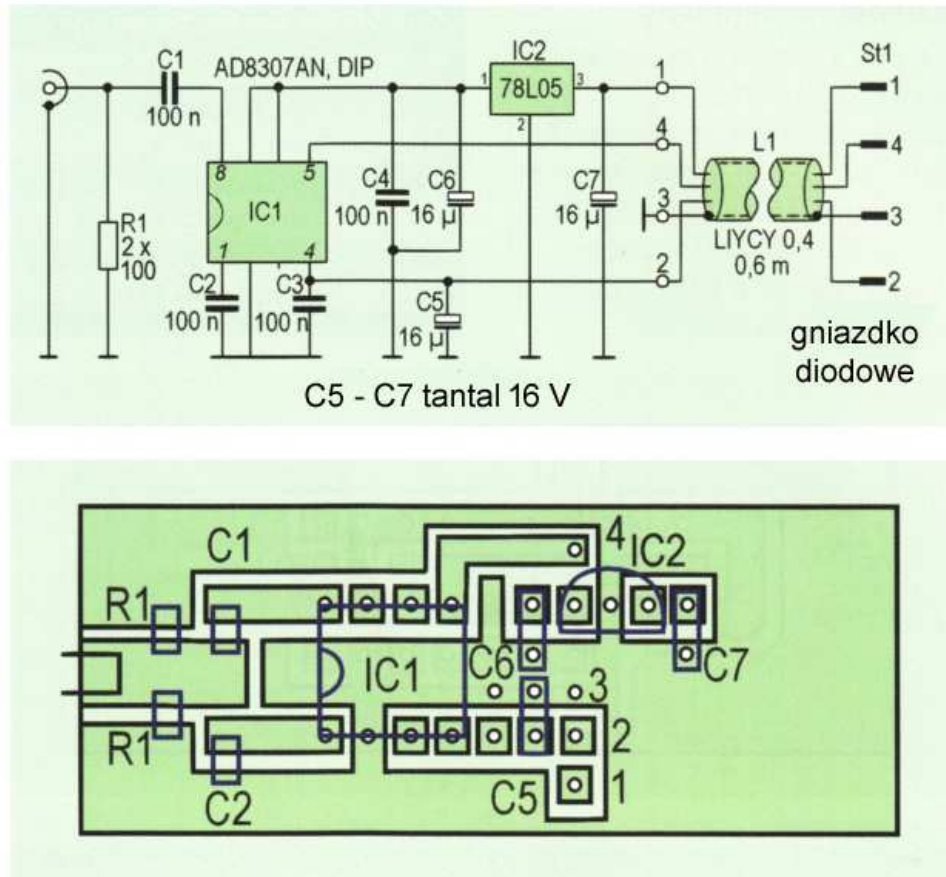 C1
AD8307AN, DIP
IC2
St1
1
78L05
3
1
1
100 n
2
4
4
L1
8
5
C4
C6
C7
IC1
100 n
16 µ
16 µ
3
3
R1
2 x
100
LIYCY 0,4
0,6 m
1
4
C2
C3
2
2
100 n
100 n
C5
16 µ
gniazdko
diodowe
C5 - C7 tantal 16 V
C1
4
IC2
R1
IC1
C6
C7
3
R1
2
C2
C5
1